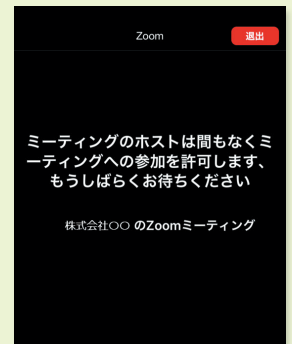 Zoom
退出
ミーティングのホストは間もなくミ
ーティングへの参加を許可します、
もうしばらくお待ちください
株式会社〇〇 のZoomミーティング